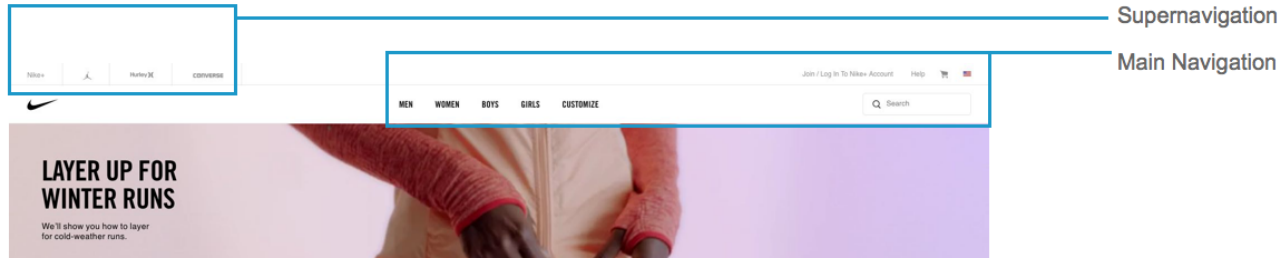 Supernavigation
Main Navigation
Nike+ Hurley CONVERSE
Join / Log In To Nike+ Account Help
MEN WOMEN BOYS GIRLS CUSTOMIZE
Search
LAYER UP FOR
WINTER RUNS
We'll show you how to layer
for cold-weather runs.